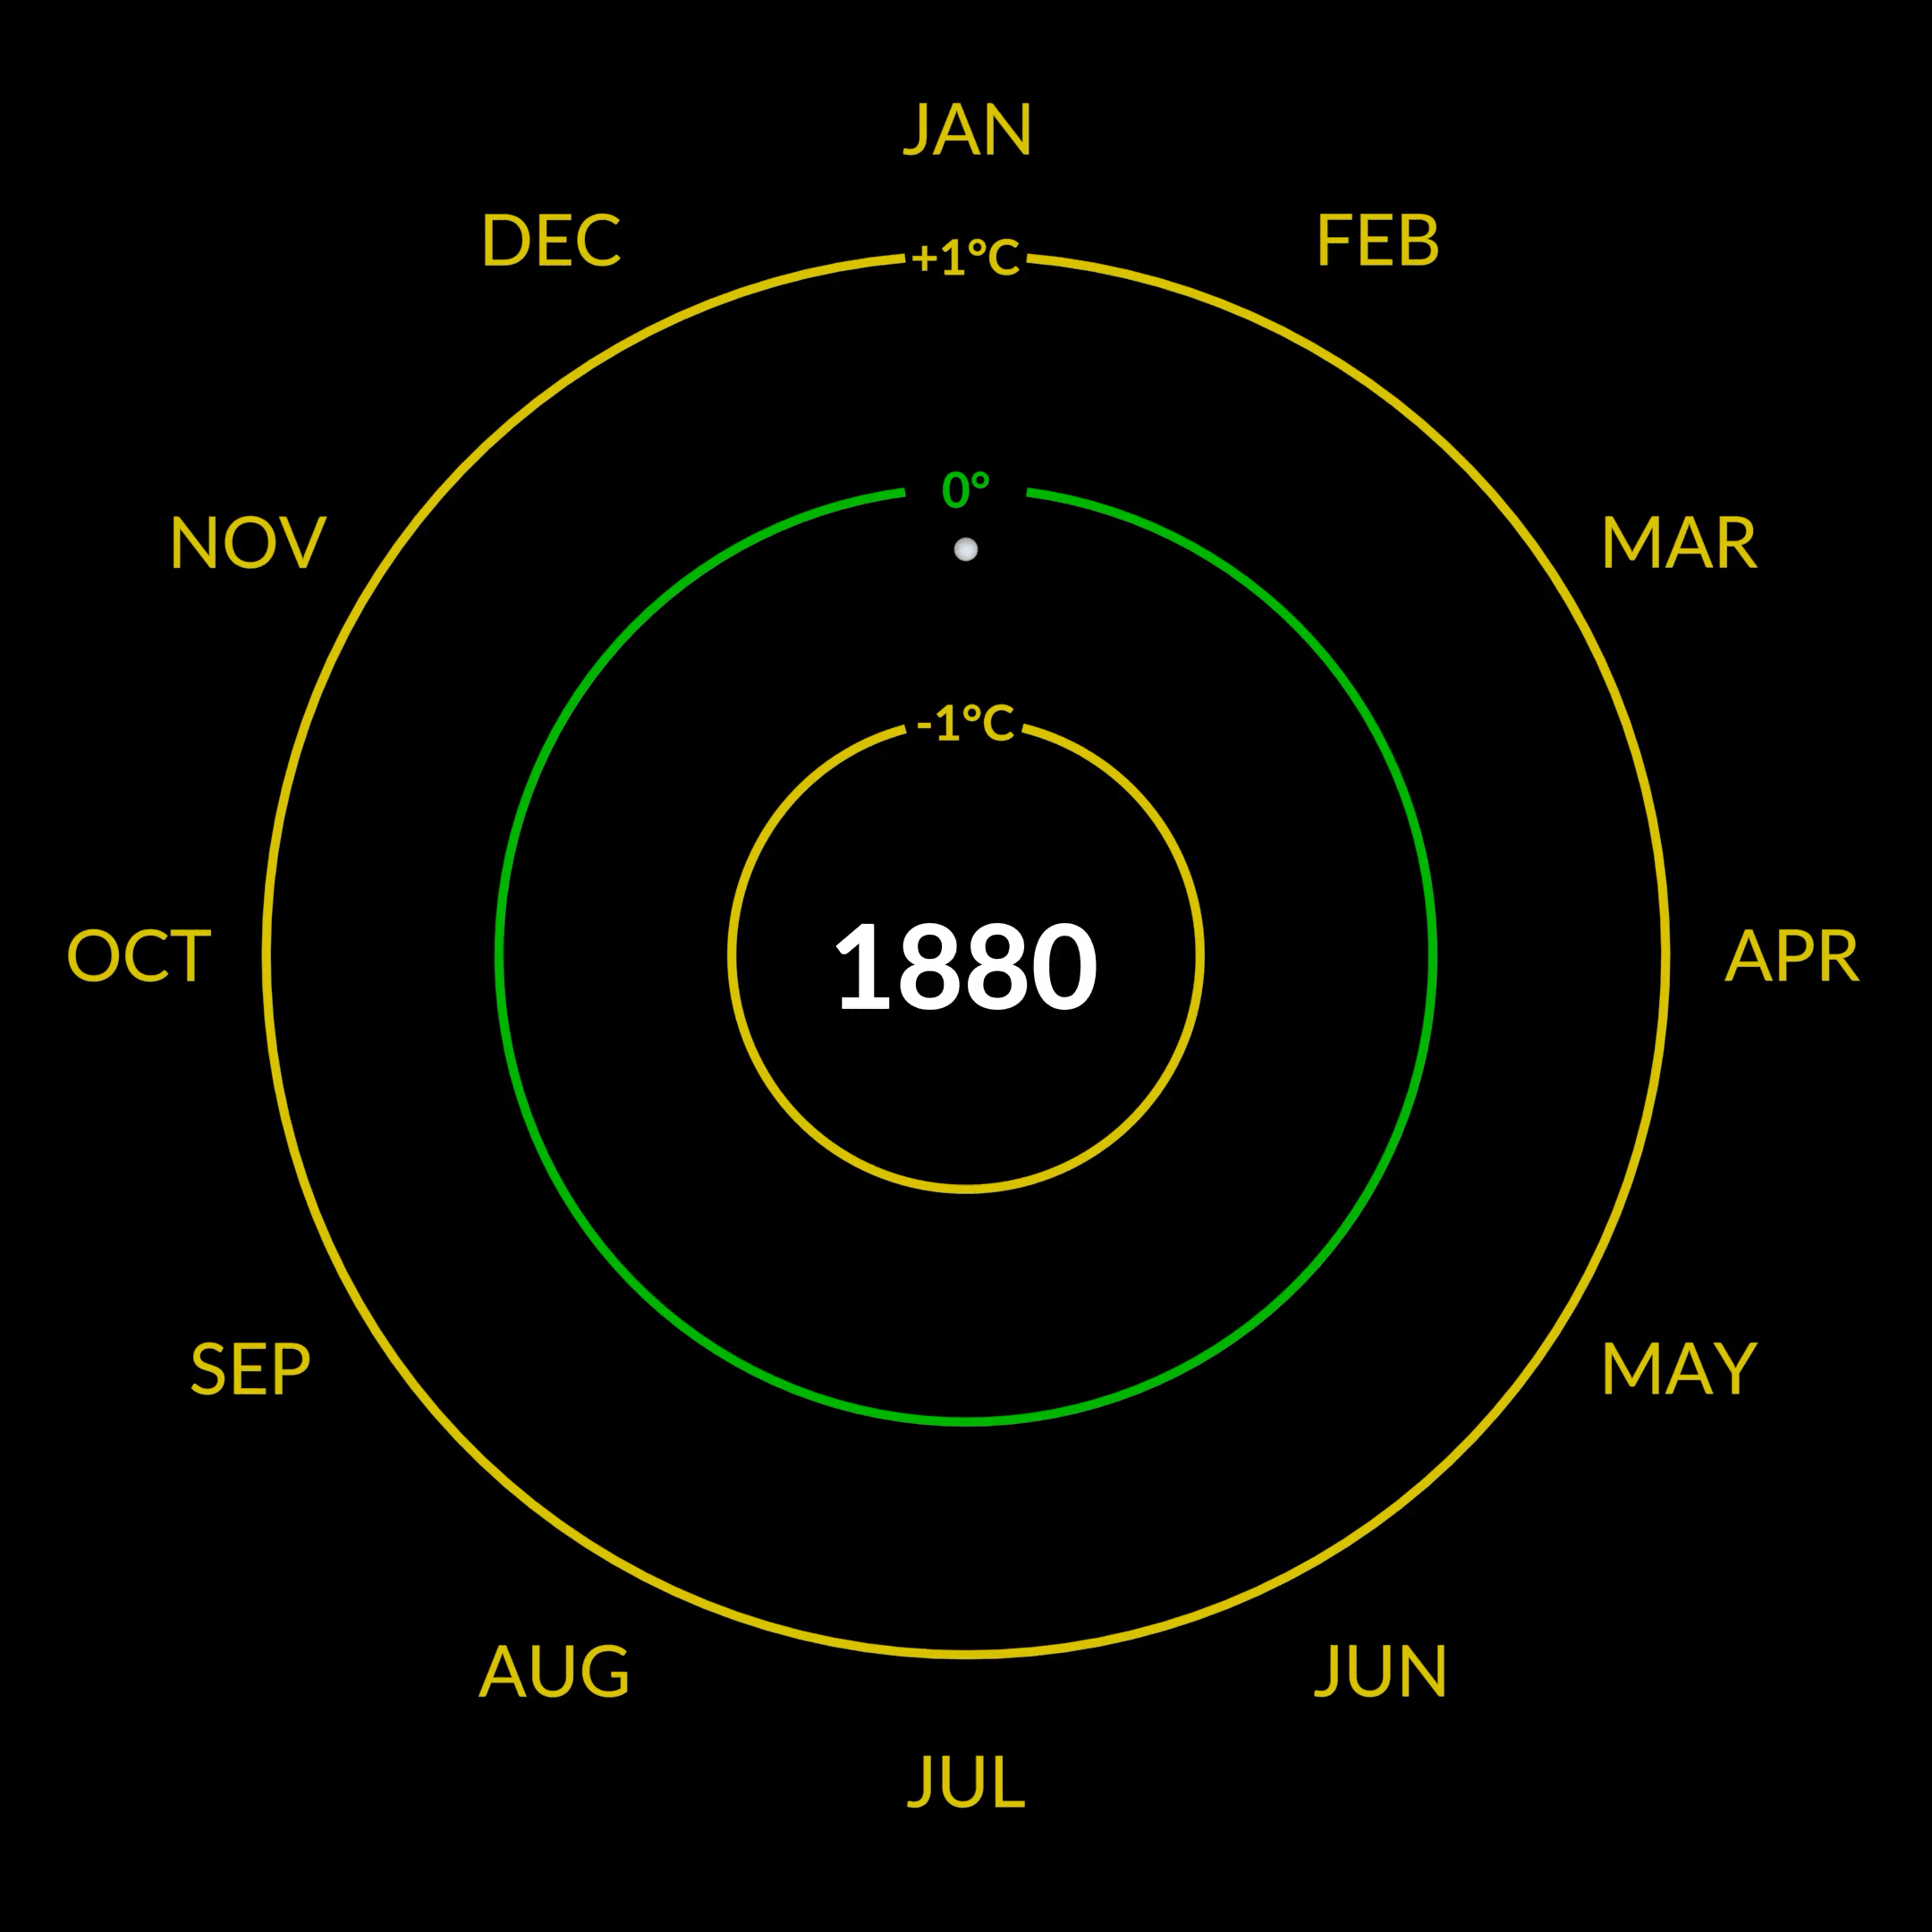 JAN
DEC
FEB
+1°C
0°
NOV
MAR
-1°C
OCT
1880
APR
SEP
MAY
AUG
JUN
JUL